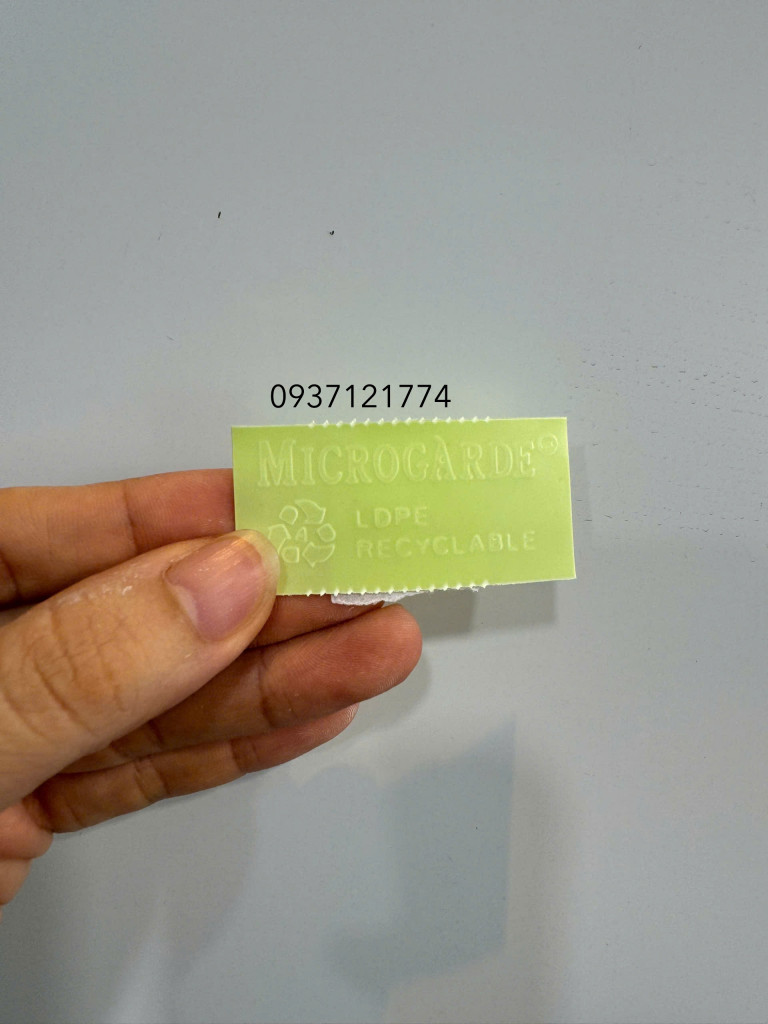 0937121774
MICROGARDE®
4
LDPE
RECYCLABLE